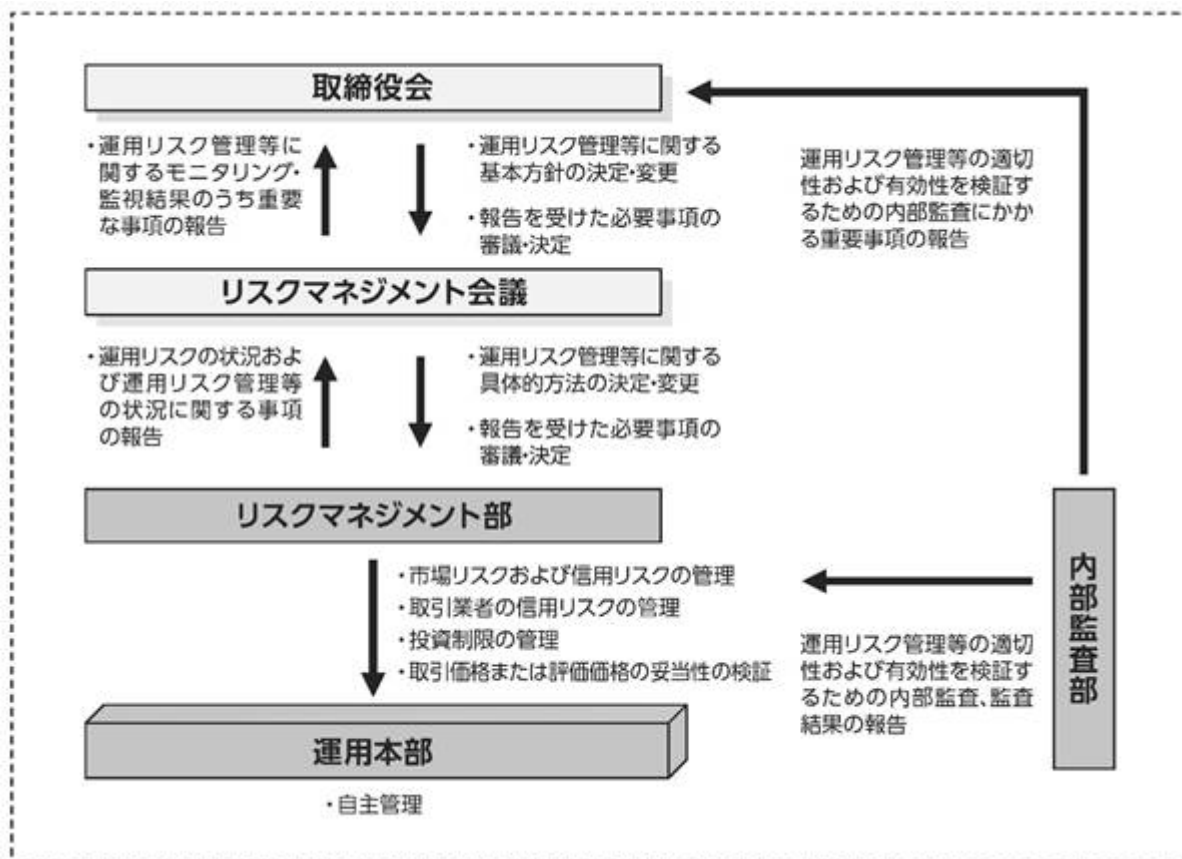 取締役会
・運用リスク管理等に
関するモニタリング・
監視結果のうち重要
な事項の報告
・運用リスク管理等に関する
基本方針の決定・変更
・報告を受けた必要事項の
審議・決定
運用リスク管理等の適切
性および有効性を検証す
るための内部監査にかか
る重要事項の報告
リスクマネジメント会議
・運用リスクの状況およ
び運用リスク管理等
の状況に関する事項
の報告
・運用リスク管理等に関する
具体的方法の決定・変更
・報告を受けた必要事項の
審議・決定
リスクマネジメント部
・市場リスクおよび信用リスクの管理
・取引業者の信用リスクの管理
・投資制限の管理
・取引価格または評価価格の妥当性の検証
運用リスク管理等の適切
性および有効性を検証す
るための内部監査、監査
結果の報告
内部監査部
運用本部
・自主管理